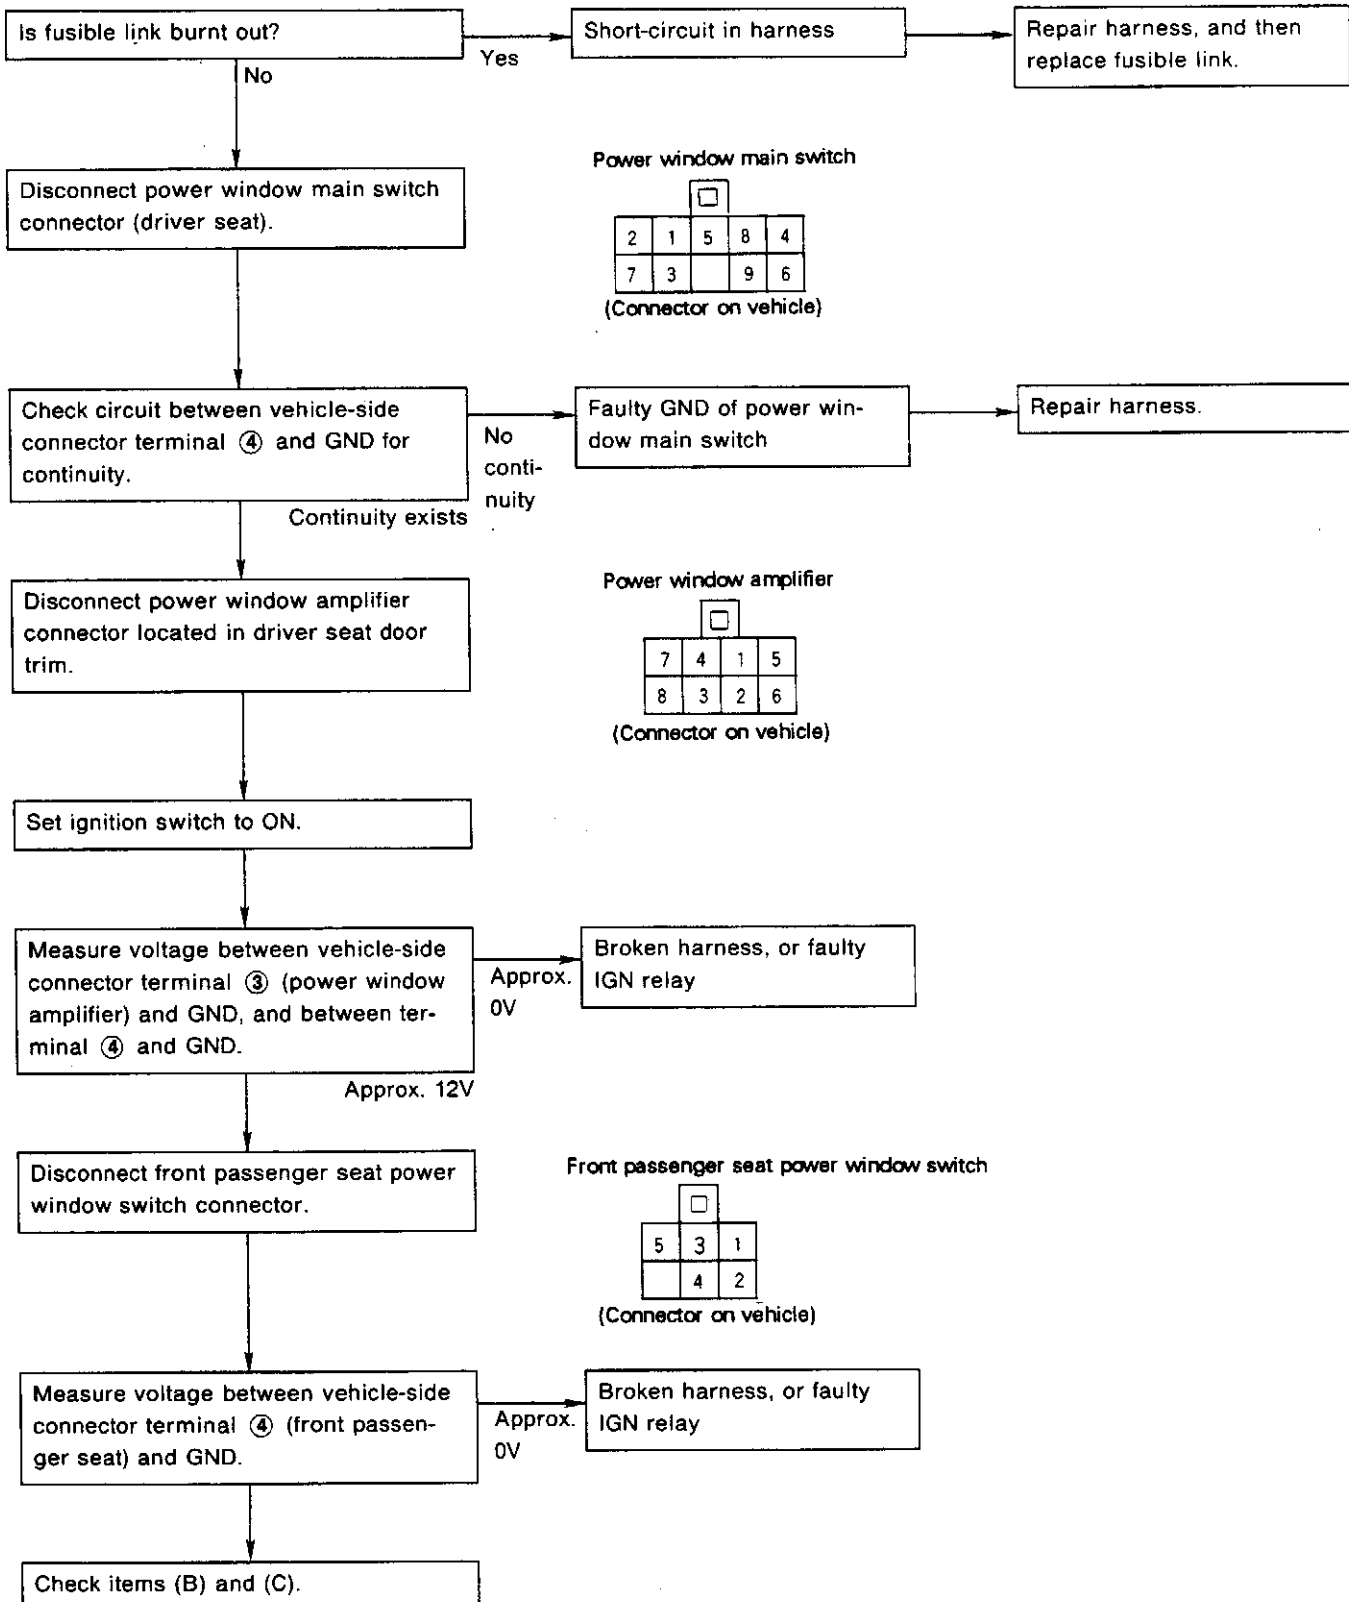 Is fusible link burnt out?
Yes
Short-circuit in harness
Repair harness, and then
replace fusible link.
No
Disconnect power window main switch
connector (driver seat).
Power window main switch
2 1 5 8 4
7 3 9 6
(Connector on vehicle)
Check circuit between vehicle-side
connector terminal ④ and GND for
continuity.
No
conti-
nuity
Faulty GND of power win-
dow main switch
Repair harness.
Continuity exists
Disconnect power window amplifier
connector located in driver seat door
trim.
Power window amplifier
7 4 1 5
8 3 2 6
(Connector on vehicle)
Set ignition switch to ON.
Measure voltage between vehicle-side
connector terminal ③ (power window
amplifier) and GND, and between ter-
minal ④ and GND.
Approx.
0V
Broken harness, or faulty
IGN relay
Approx. 12V
Disconnect front passenger seat power
window switch connector.
Front passenger seat power window switch
5 3 1
4 2
(Connector on vehicle)
Measure voltage between vehicle-side
connector terminal ④ (front passen-
ger seat) and GND.
Approx.
0V
Broken harness, or faulty
IGN relay
Check items (B) and (C).